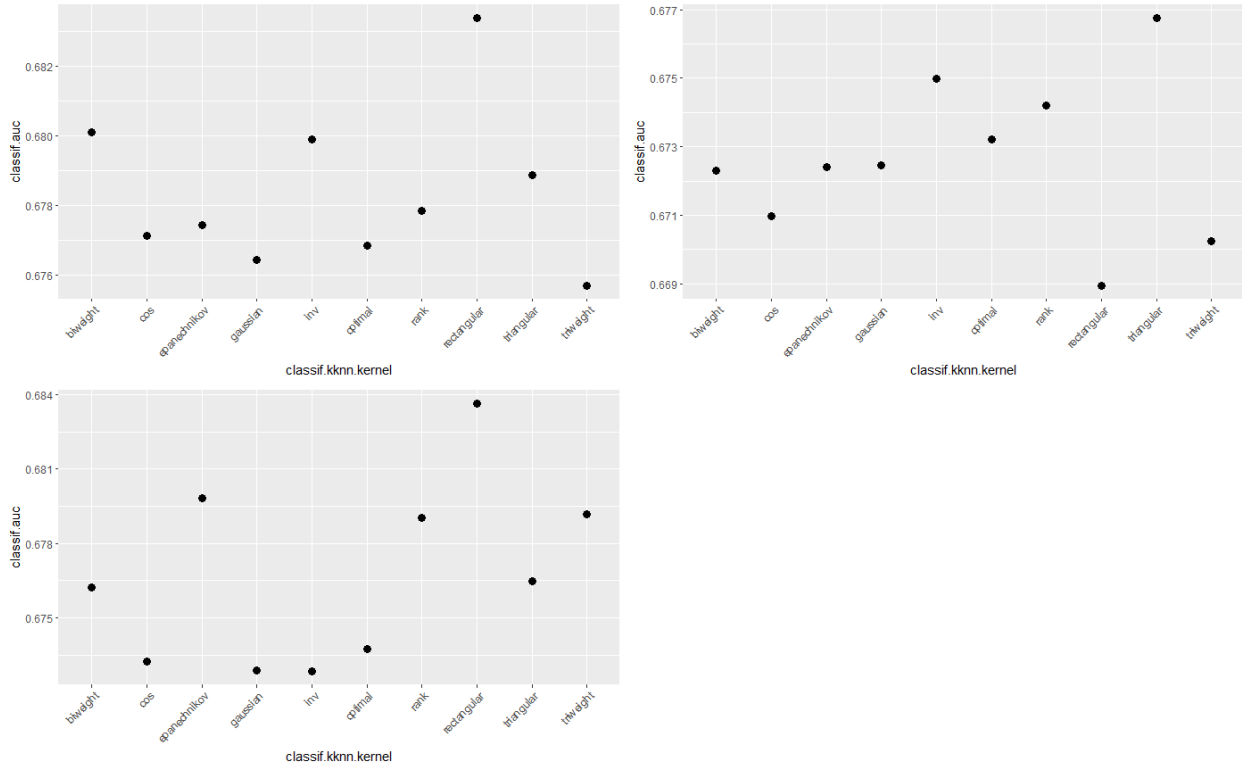 0.682
0.680
0.678
0.676
classif.auc
biweight
cos
epanechnikov
gaussian
inv
optimal
rank
rectangular
triangular
triweight
classif.kknn.kernel
0.677
0.675
0.673
0.671
0.669
classif.auc
biweight
cos
epanechnikov
gaussian
inv
optimal
rank
rectangular
triangular
triweight
classif.kknn.kernel
0.684
0.681
0.678
0.675
classif.auc
biweight
cos
epanechnikov
gaussian
inv
optimal
rank
rectangular
triangular
triweight
classif.kknn.kernel